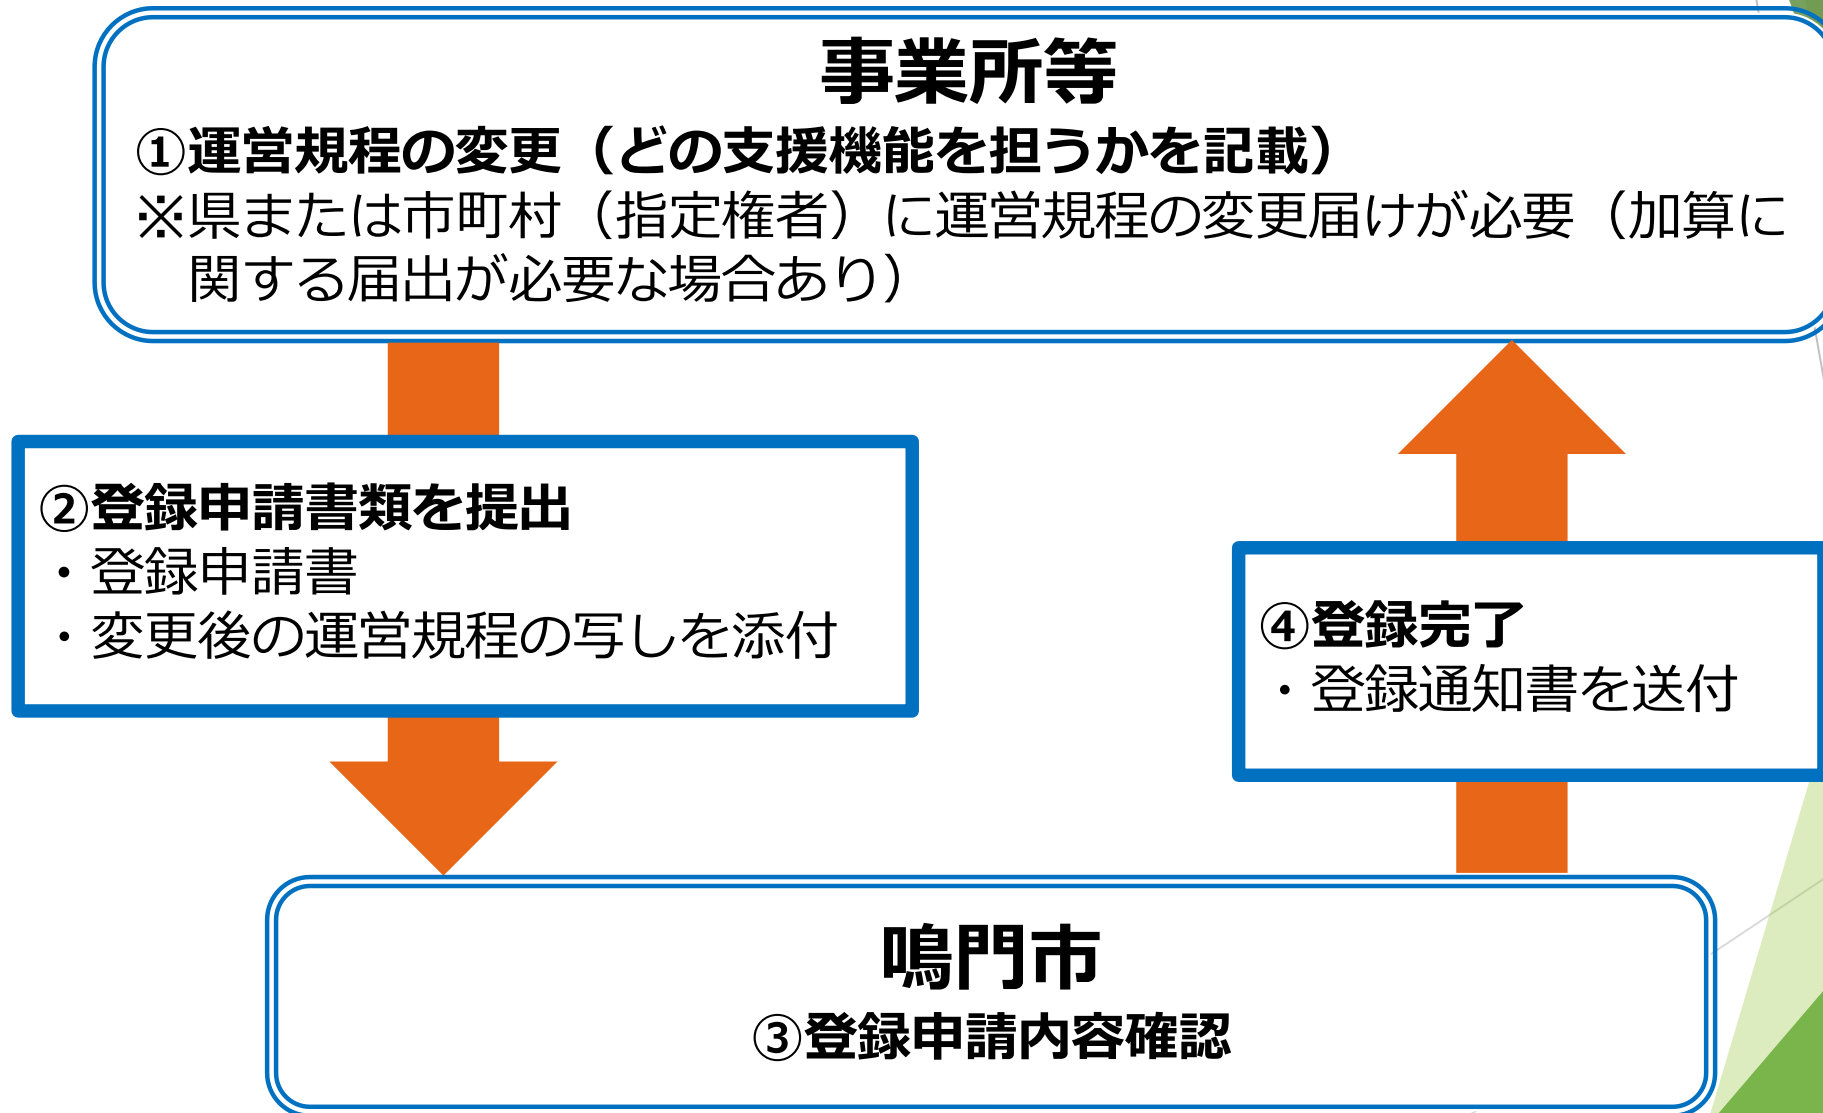 事業所等
①運営規程の変更（どの支援機能を担うかを記載）
※県または市町村（指定権者）に運営規程の変更届けが必要（加算に
関する届出が必要な場合あり）
②登録申請書類を提出
・登録申請書
・変更後の運営規程の写しを添付
④登録完了
・登録通知書を送付
鳴門市
③登録申請内容確認